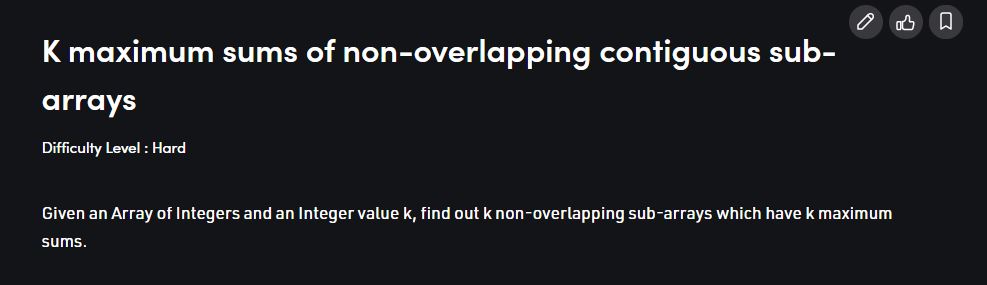 K maximum sums of non-overlapping contiguous sub-
arrays
Difficulty Level : Hard
Given an Array of Integers and an Integer value k, find out k non-overlapping sub-arrays which have k maximum
sums.